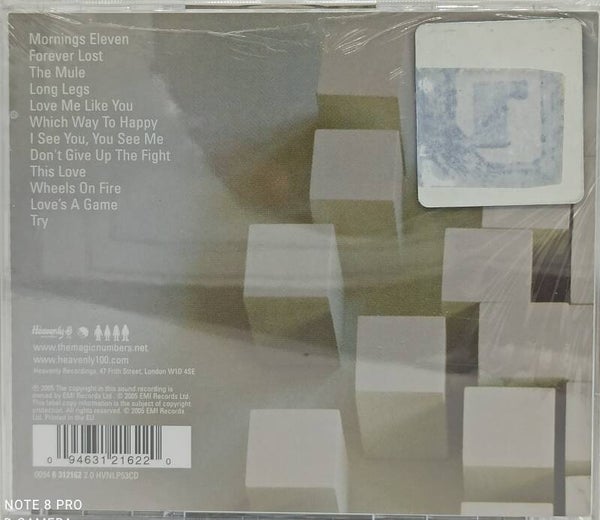 Mornings Eleven
Forever Lost
The Mule
Long Legs
Love Me Like You
Which Way To Happy
I See You, You See Me
Don't Give Up The Fight
This Love
Wheels On Fire
Love's A Game
Try
Heavenly
www.themagicnumbers.net
www.heavenly100.com
Heavenly Recordings, 47 Frith Street, London W1D 4SE
℗ 2005 The copyright in this sound recording is
owned by EMI Records Ltd. © 2005 EMI Records Ltd.
This label copy information is the subject of copyright
protection. All rights reserved. © 2005 EMI Records
Ltd. Printed in the EU
0 94631 21622 0
0094 6 312162 2 0 HVNLP53CD
NOTE 8 PRO